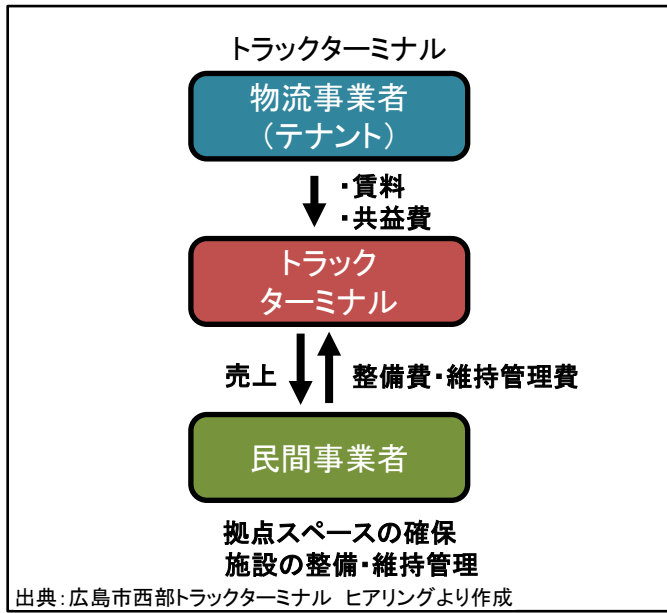 トラックターミナル
物流事業者
（テナント）
・賃料
・共益費
トラック
ターミナル
売上
整備費・維持管理費
民間事業者
拠点スペースの確保
施設の整備・維持管理
出典：広島市西部トラックターミナル ヒアリングより作成